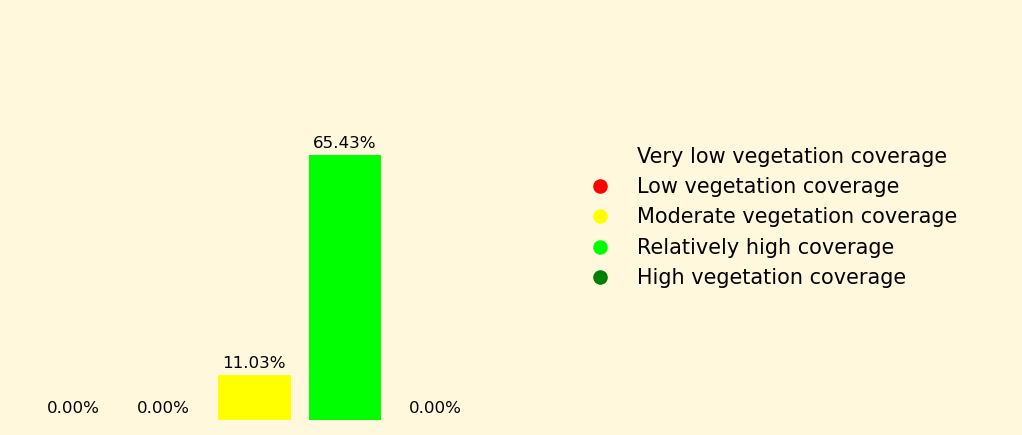 65.43%
11.03%
0.00%
0.00%
0.00%
Very low vegetation coverage
Low vegetation coverage
Moderate vegetation coverage
Relatively high coverage
High vegetation coverage